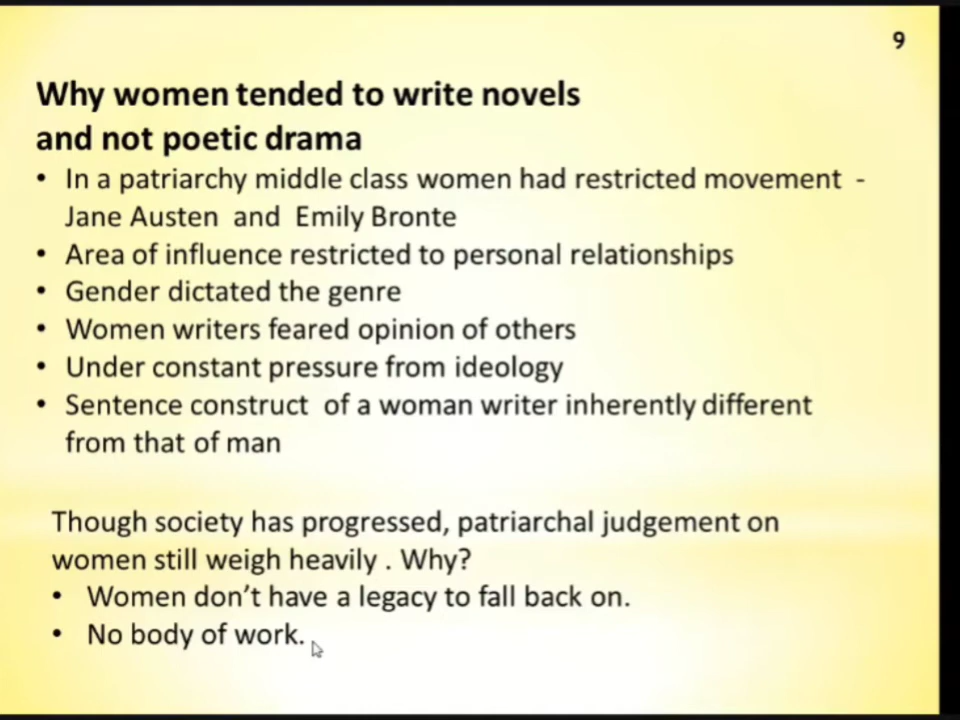 9
Why women tended to write novels
and not poetic drama
• In a patriarchy middle class women had restricted movement -
Jane Austen and Emily Bronte
• Area of influence restricted to personal relationships
• Gender dictated the genre
• Women writers feared opinion of others
• Under constant pressure from ideology
• Sentence construct of a woman writer inherently different
from that of man
Though society has progressed, patriarchal judgement on
women still weigh heavily . Why?
• Women don't have a legacy to fall back on.
• No body of work.